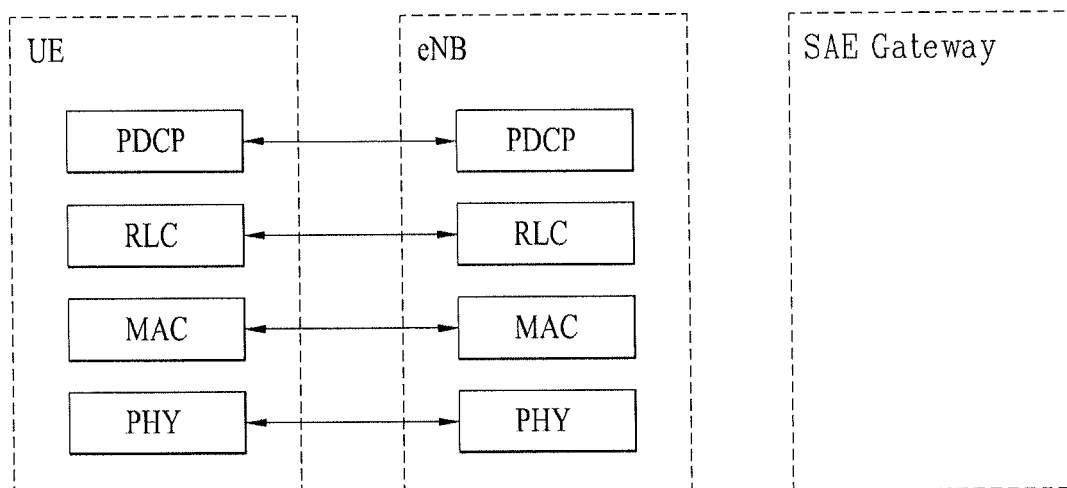 UE
eNB
SAE Gateway
PDCP
PDCP
RLC
RLC
MAC
MAC
PHY
PHY